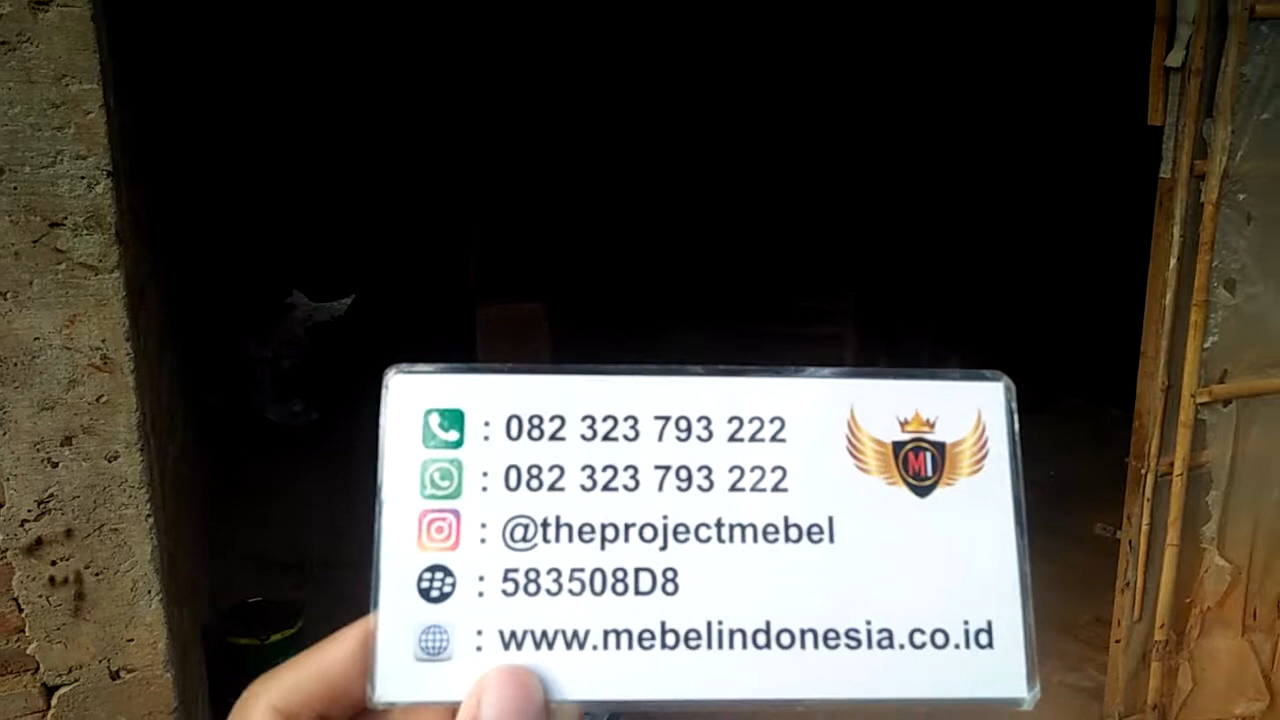 : 082 323 793 222
MI
: 082 323 793 222
: @theprojectmebel
: 583508D8
: www.mebelindonesia.co.id